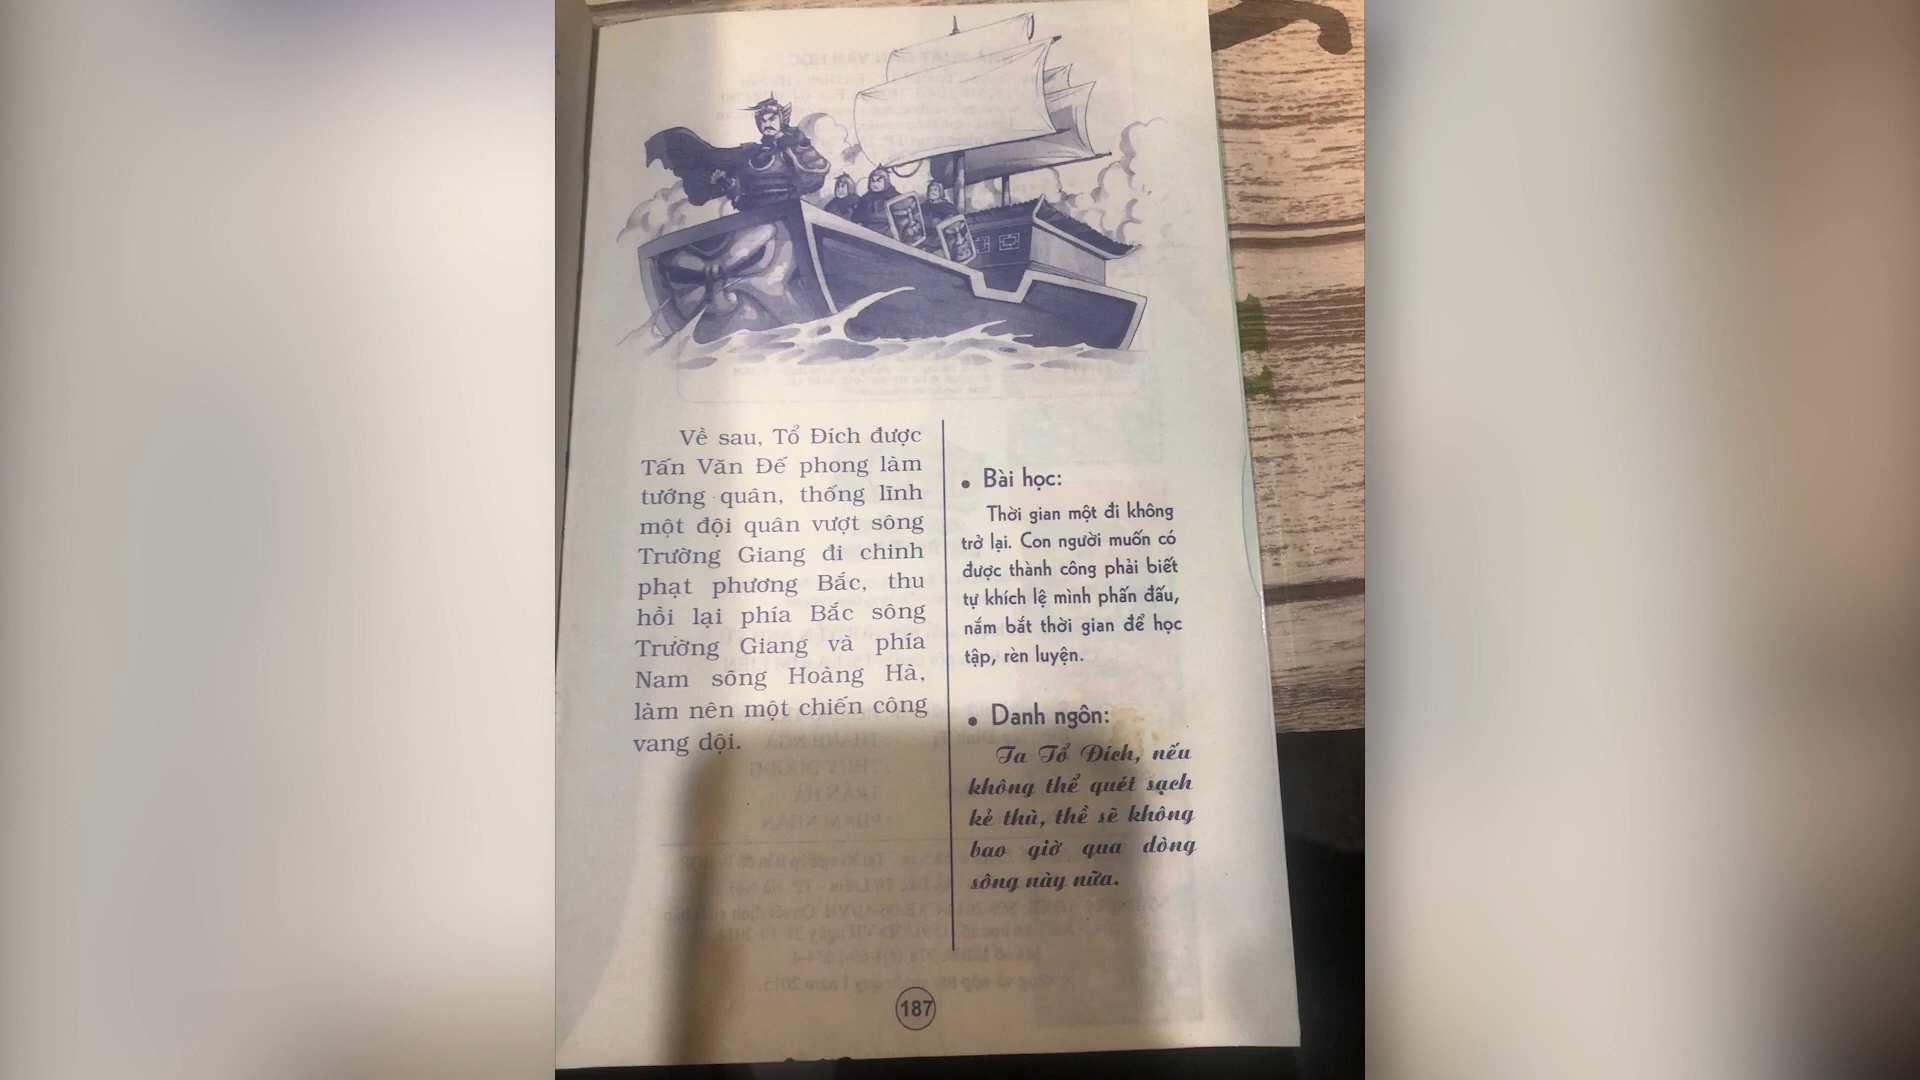 Về sau, Tổ Đích được
Tấn Văn Đế phong làm
tướng quân, thống lĩnh
một đội quân vượt sông
Trường Giang đi chinh
phạt phương Bắc, thu
hồi lại phía Bắc sông
Trường Giang và phía
Nam sông Hoàng Hà,
làm nên một chiến công
vang dội.
• Bài học:
Thời gian một đi không
trở lại. Con người muốn có
được thành công phải biết
tự khích lệ mình phấn đấu,
nắm bắt thời gian để học
tập, rèn luyện.
• Danh ngôn:
Ta Tổ Đích, nếu
không thể quét sạch
kẻ thù, thề sẽ không
bao giờ qua dòng
sông này nữa.
187